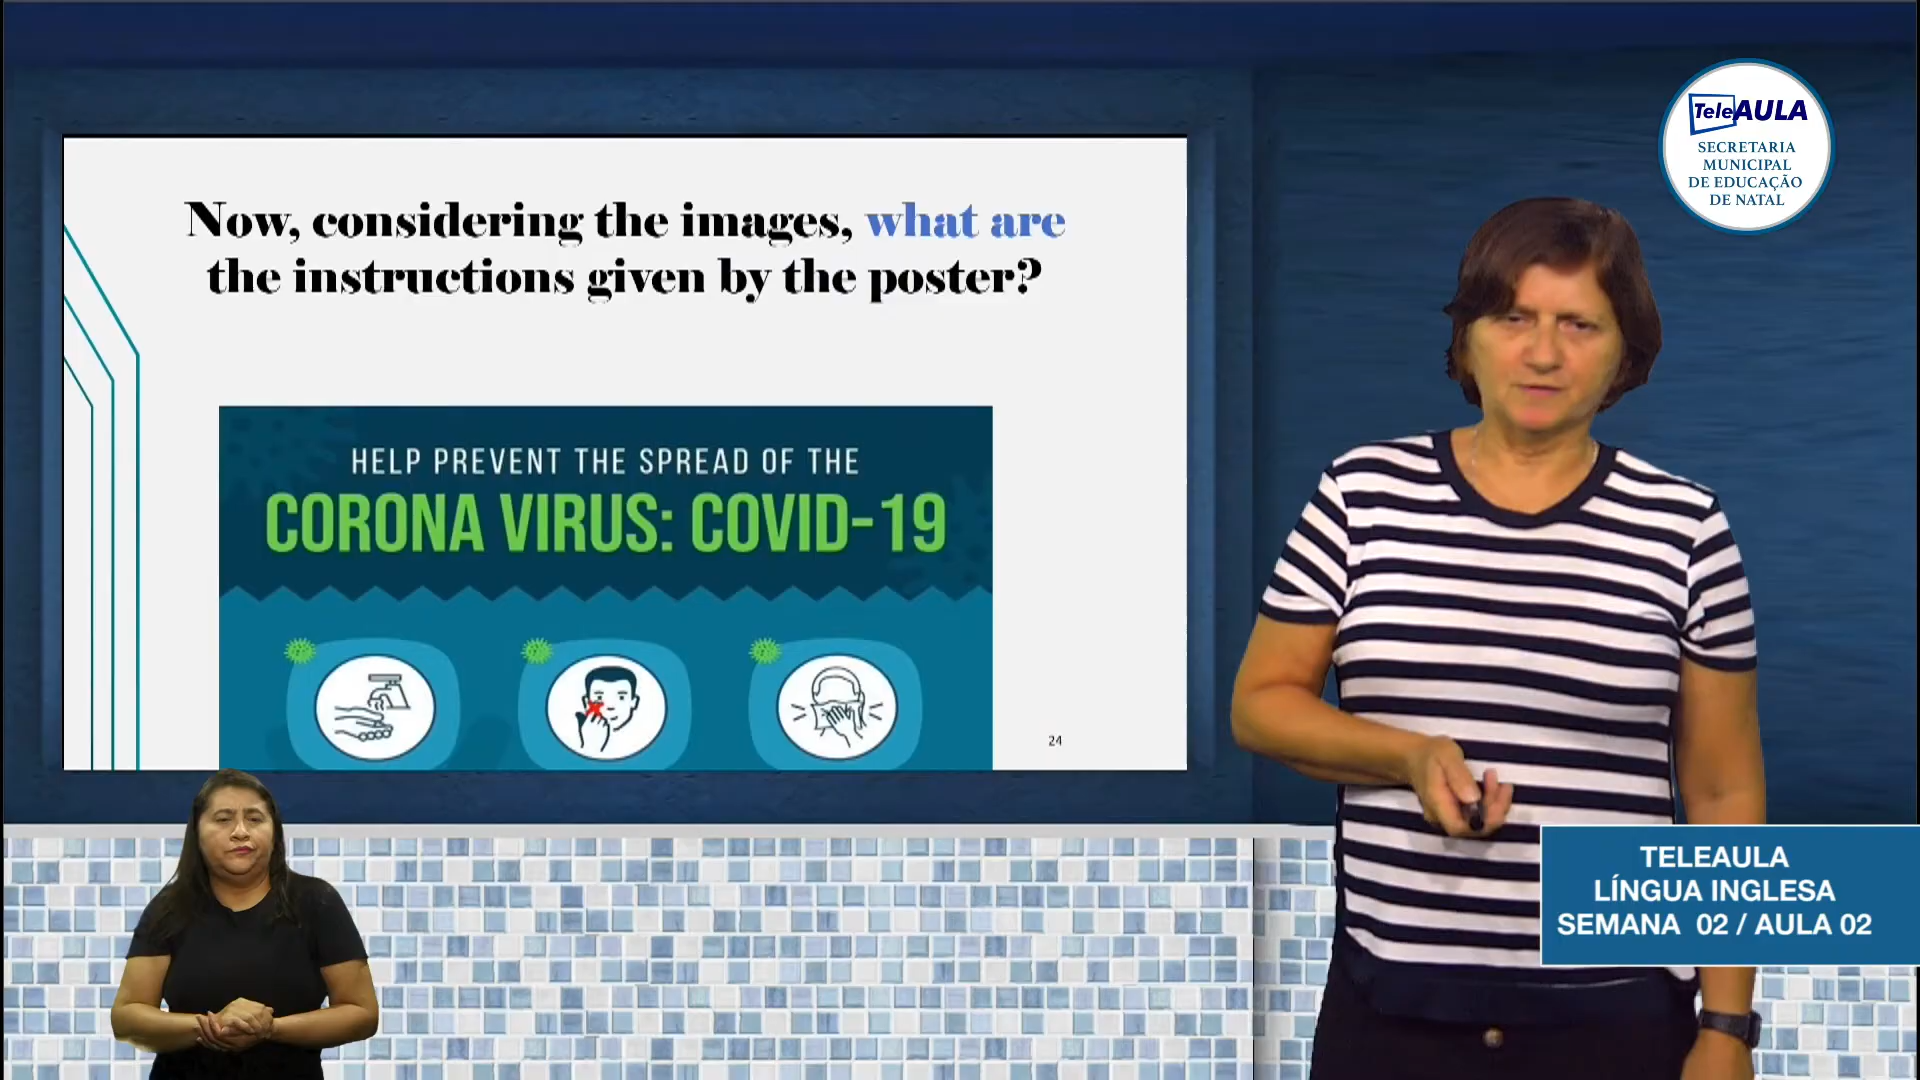 Now, considering the images, what are
the instructions given by the poster?
HELP PREVENT THE SPREAD OF THE
CORONA VIRUS: COVID-19
24
TeleAULA
SECRETARIA
MUNICIPAL
DE EDUCAÇÃO
DE NATAL
TELEAULA
LÍNGUA INGLESA
SEMANA 02 / AULA 02